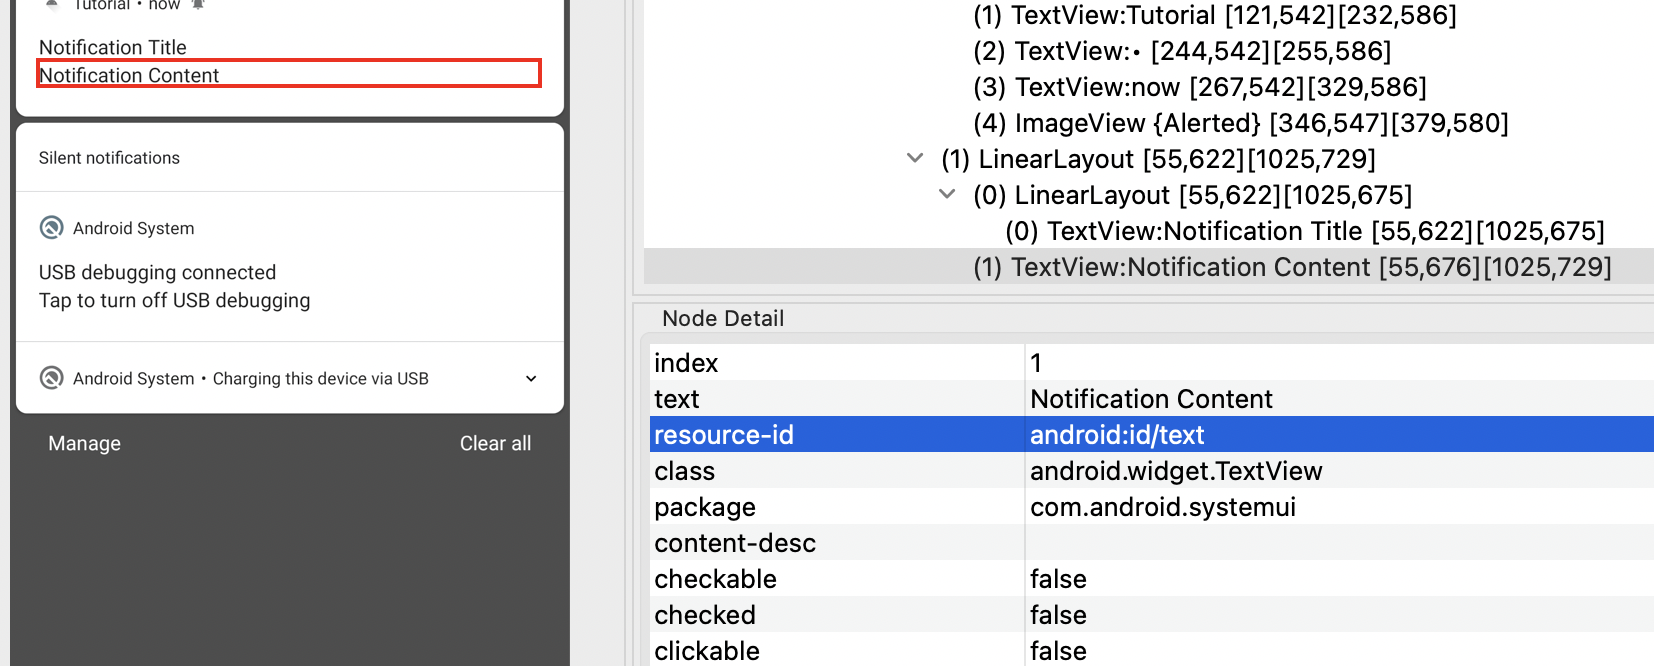 Tutorial • now
Notification Title
Notification Content
Silent notifications
Android System
USB debugging connected
Tap to turn off USB debugging
Android System • Charging this device via USB
Manage
Clear all
(1) TextView:Tutorial [121,542][232,586]
(2) TextView:• [244,542][255,586]
(3) TextView:now [267,542][329,586]
(4) ImageView {Alerted} [346,547][379,580]
(1) LinearLayout [55,622][1025,729]
(0) LinearLayout [55,622][1025,675]
(0) TextView:Notification Title [55,622][1025,675]
(1) TextView:Notification Content [55,676][1025,729]
Node Detail
index 1
text Notification Content
resource-id android:id/text
class android.widget.TextView
package com.android.systemui
content-desc
checkable false
checked false
clickable false